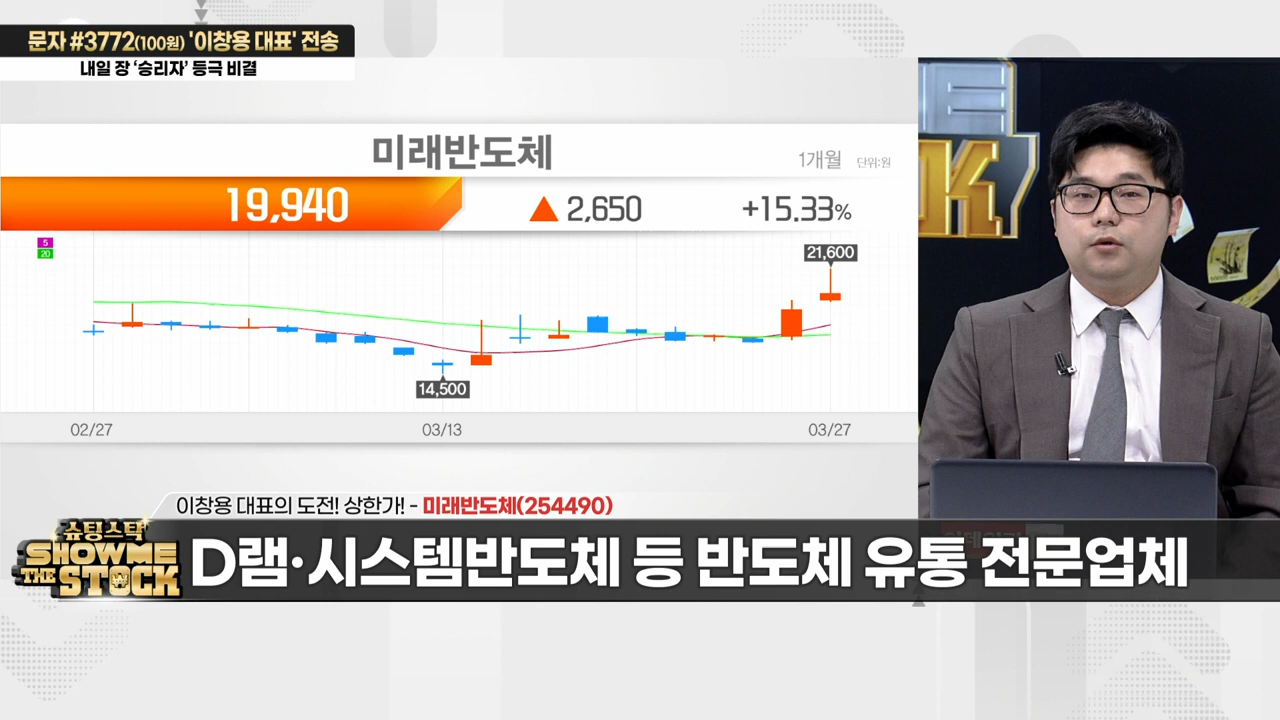 문자 #3772(100원) '이창용 대표' 전송
내일 장 '승리자' 등극 비결
미래반도체
1개월 단위:원
19,940 ▲ 2,650 +15.33%
5
20
21,600
14,500
02/27 03/13 03/27
이창용 대표의 도전! 상한가! - 미래반도체(254490)
슈팅스탁
SHOW ME
THE STOCK
D램·시스템반도체 등 반도체 유통 전문업체
K